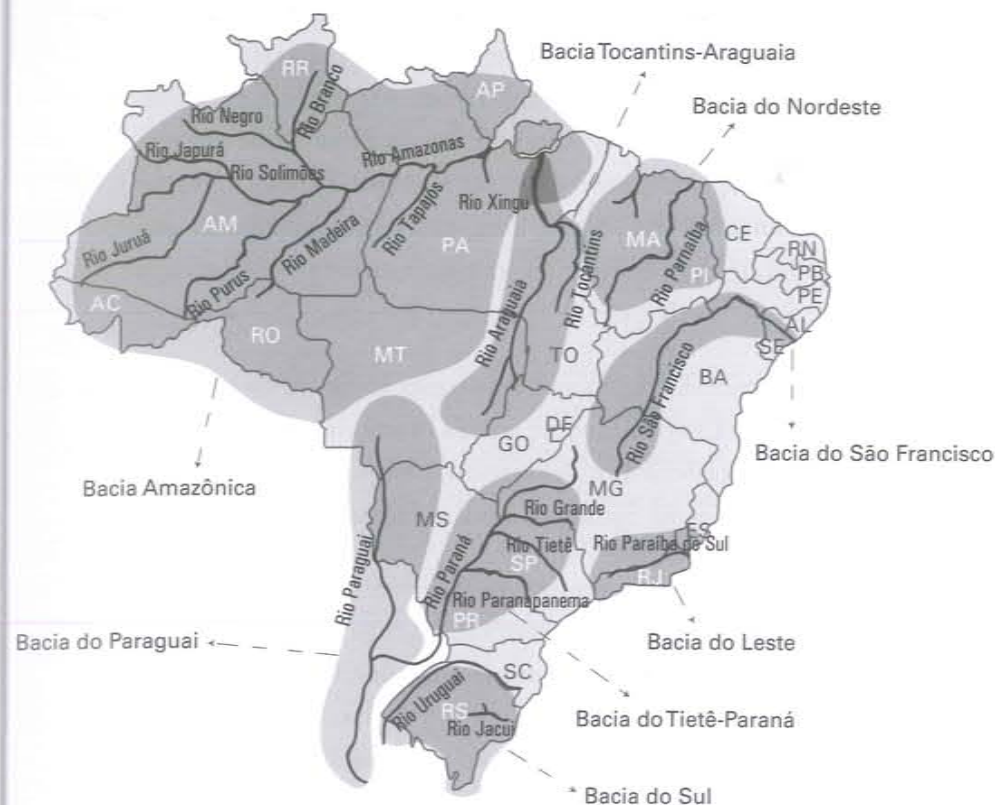 Bacia Tocantins-Araguaia
Bacia do Nordeste
RR
AP
Rio Branco
Rio Negro
Rio Japurá
Rio Solimões
Rio Amazonas
Rio Xingu
Rio Tapajós
Rio Madeira
Rio Juruá
Rio Purus
AM
PA
MA
CE
RN
PB
PE
AL
SE
PI
Rio Parnaíba
Rio Tocantins
Rio Araguaia
AC
RO
MT
TO
BA
Rio São Francisco
GO
DF
Bacia do São Francisco
Bacia Amazônica
MS
MG
Rio Grande
ES
Rio Tietê
Rio Paraíba do Sul
SP
RJ
Rio Paraguai
Rio Paraná
Rio Paranapanema
PR
Bacia do Paraguai
Bacia do Leste
SC
Rio Uruguai
RS
Rio Jacuí
Bacia do Tietê-Paraná
Bacia do Sul